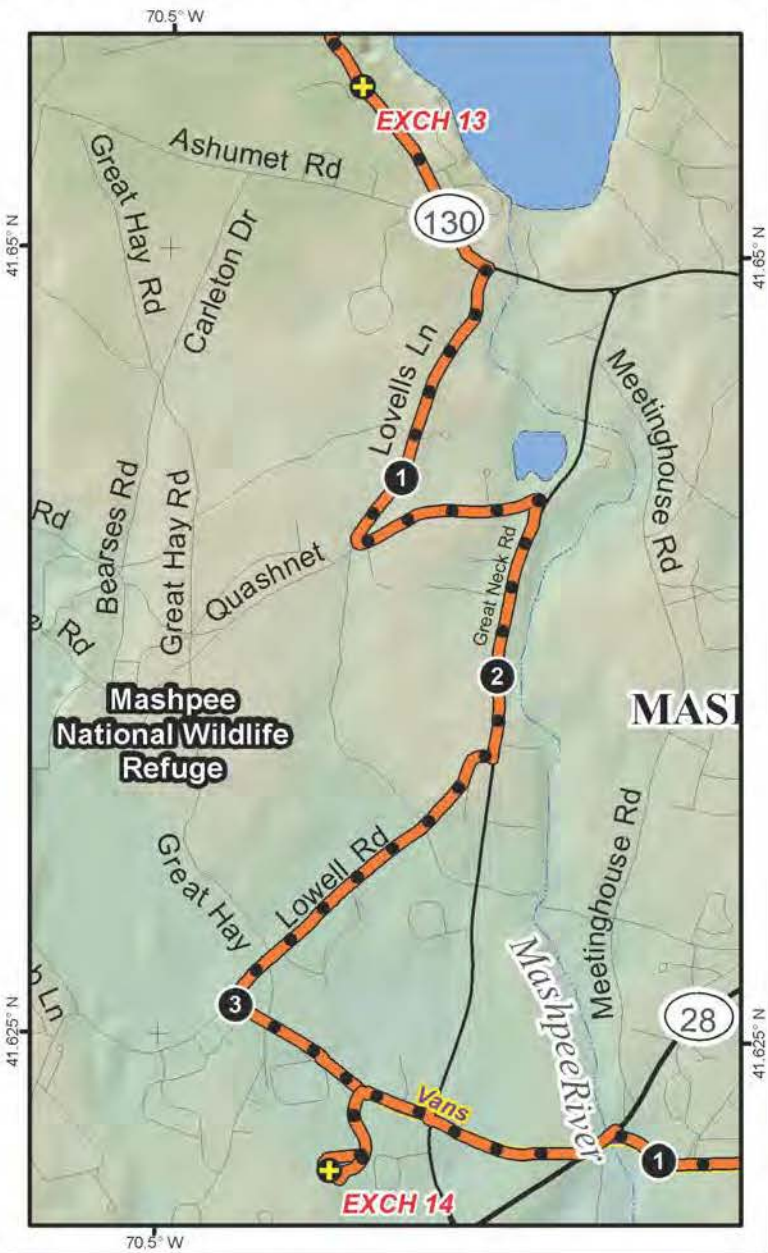 70.5° W
EXCH 13
Ashumet Rd
Great Hay Rd
130
41.65° N
41.65° N
Carleton Dr
Lovells Ln
Meetinghouse Rd
1
Rd
Bearses Rd
Great Hay Rd
Quashnet
Great Neck Rd
Rd
2
Mashpee
National Wildlife
Refuge
MASH
Great Hay
Lowell Rd
Meetinghouse Rd
Mashpee River
3
Ln
28
41.625° N
41.625° N
Vans
1
EXCH 14
70.5° W